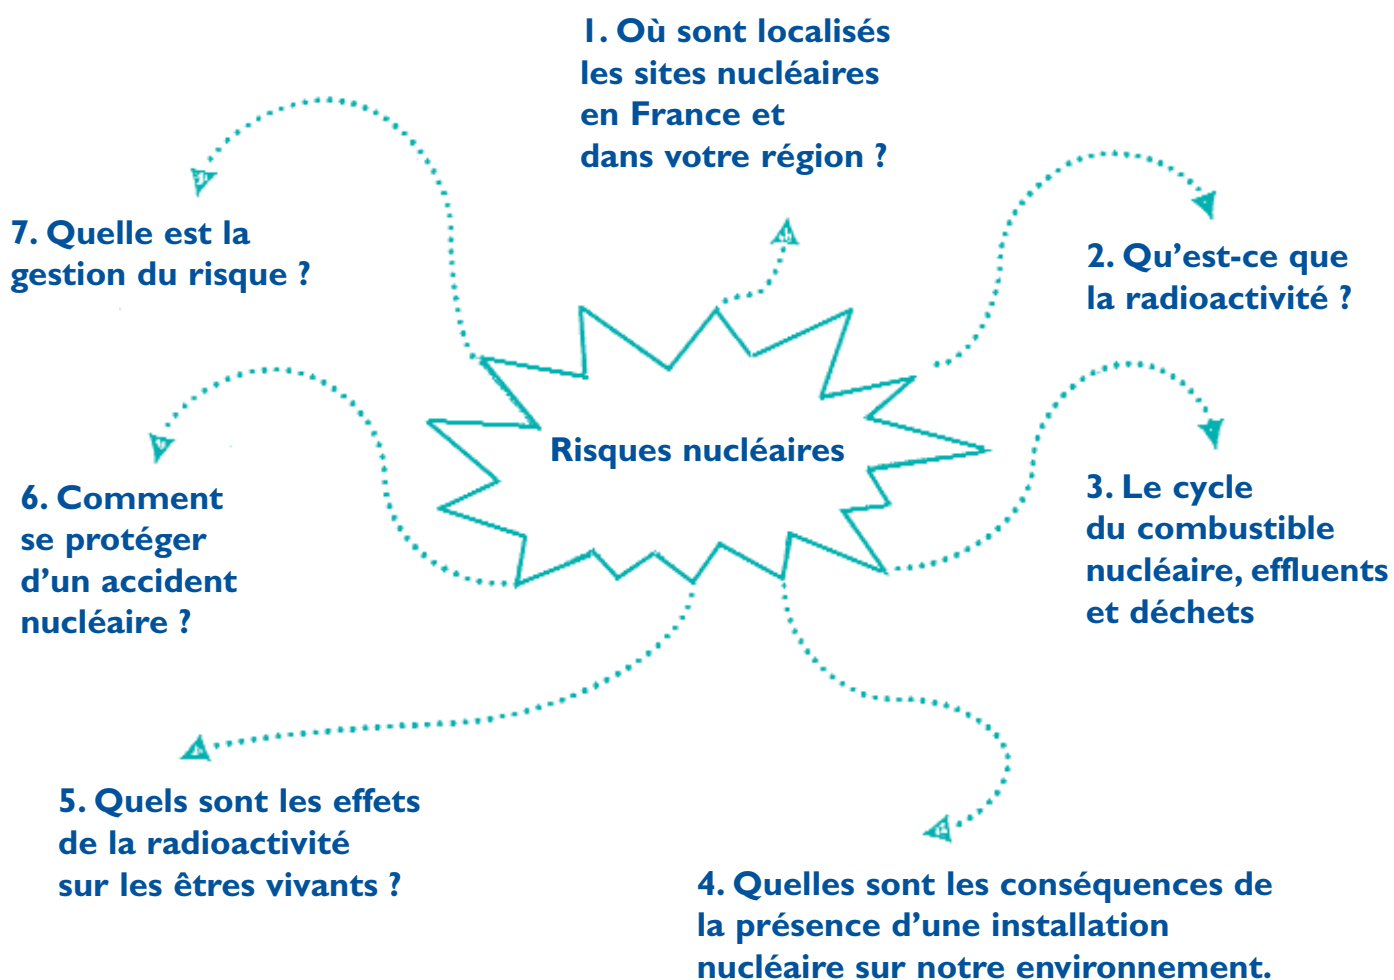 1. Où sont localisés
les sites nucléaires
en France et
dans votre région ?
2. Qu’est-ce que
la radioactivité ?
3. Le cycle
du combustible
nucléaire, effluents
et déchets
4. Quelles sont les conséquences de
la présence d’une installation
nucléaire sur notre environnement.
5. Quels sont les effets
de la radioactivité
sur les êtres vivants ?
6. Comment
se protéger
d’un accident
nucléaire ?
7. Quelle est la
gestion du risque ?
Risques nucléaires